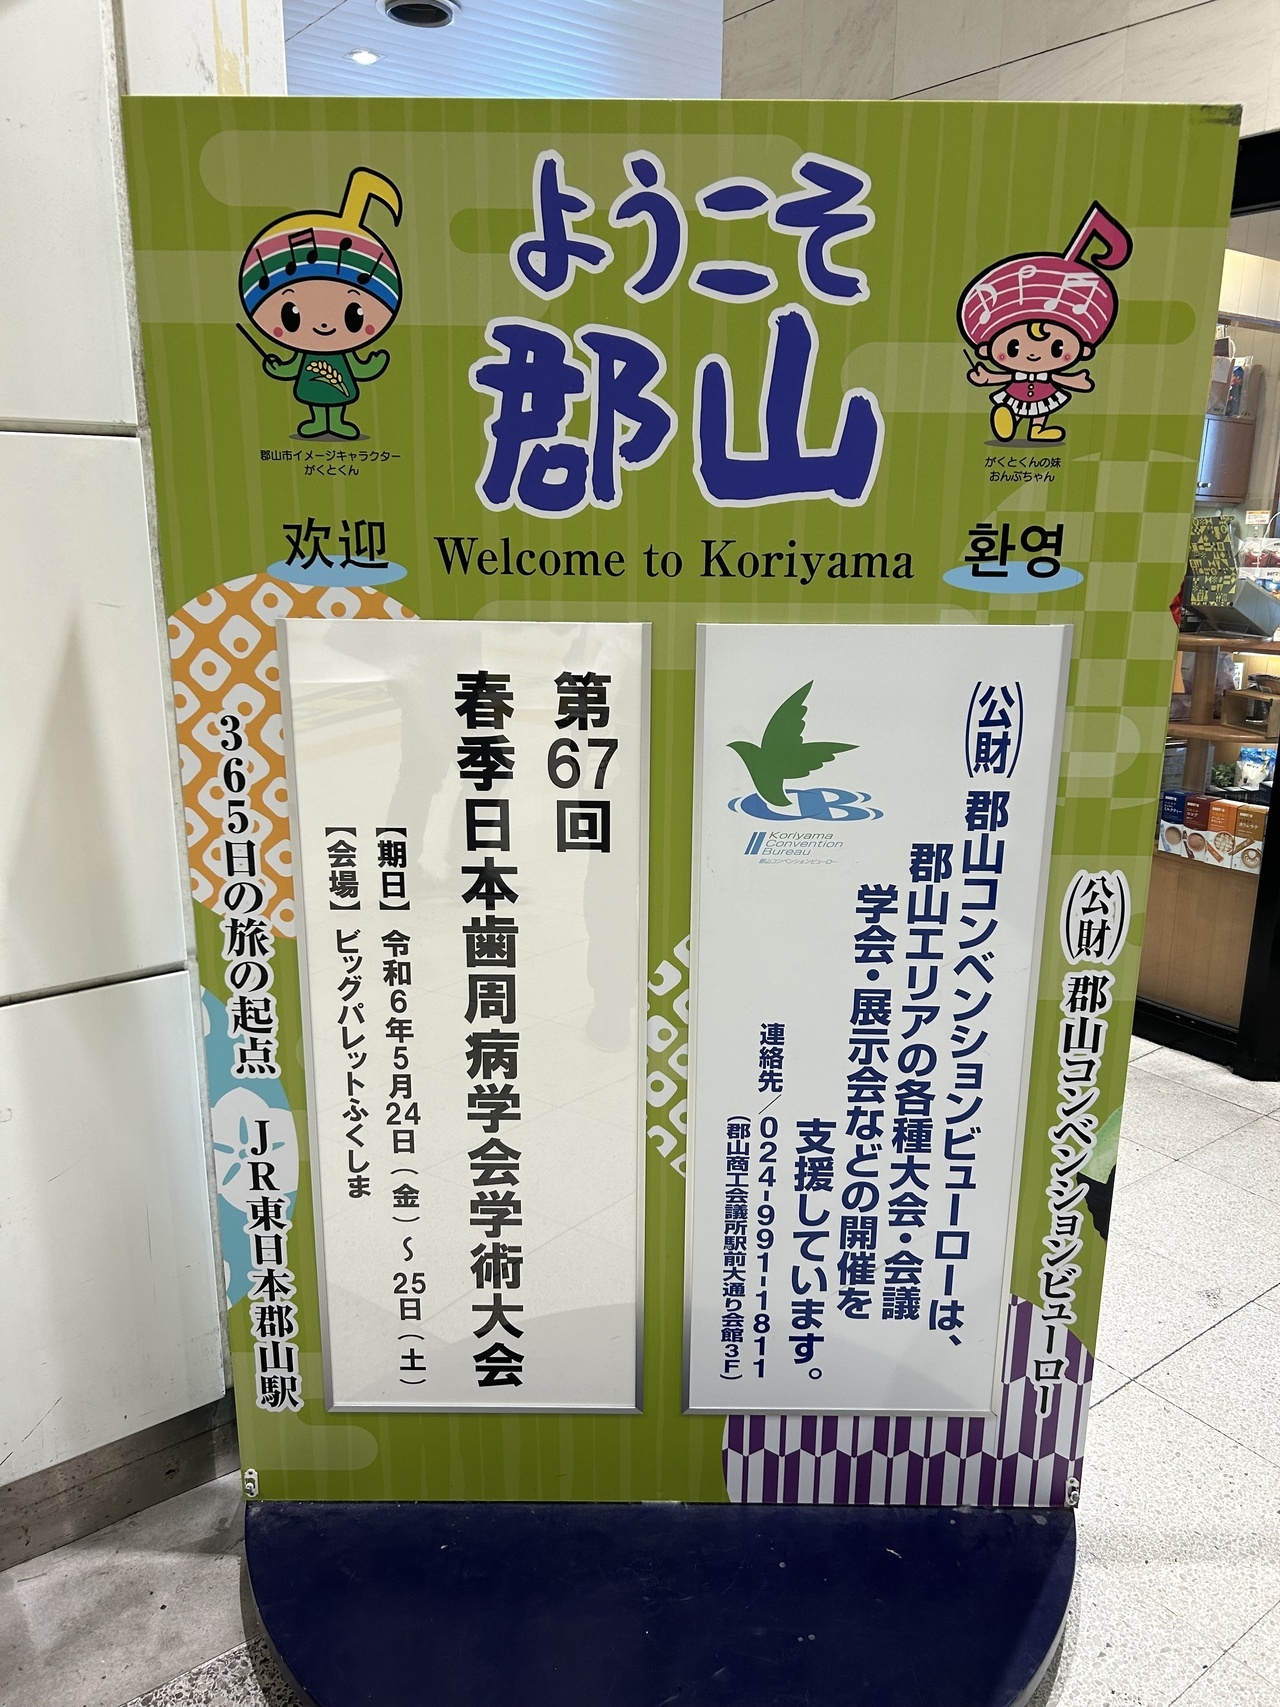 ようこそ
郡山
郡山市イメージキャラクター
がくとくん
がくとくんの妹
おんぷちゃん
欢迎
Welcome to Koriyama
환영
(公財) 郡山コンベンションビューロー
(公財) 郡山コンベンションビューローは、
郡山エリアの各種大会・会議
学会・展示会などの開催を
支援しています。
連絡先/024-991-1811
(郡山商工会議所駅前大通り会館3F)
Koriyama
Convention
Bureau
郡山コンベンションビューロー
第67回
春季日本歯周病学会学術大会
【期日】令和6年5月24日(金)~25日(土)
【会場】ビッグパレットふくしま
365日の旅の起点 JR東日本郡山駅